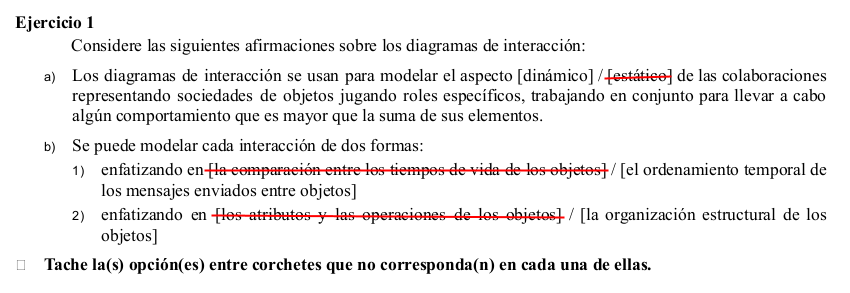 Ejercicio 1
Considere las siguientes afirmaciones sobre los diagramas de interacción:
a) Los diagramas de interacción se usan para modelar el aspecto [dinámico] / [estático] de las colaboraciones
representando sociedades de objetos jugando roles específicos, trabajando en conjunto para llevar a cabo
algún comportamiento que es mayor que la suma de sus elementos.
b) Se puede modelar cada interacción de dos formas:
1) enfatizando en [la comparación entre los tiempos de vida de los objetos] / [el ordenamiento temporal de
los mensajes enviados entre objetos]
2) enfatizando en [los atributos y las operaciones de los objetos] / [la organización estructural de los
objetos]
□ Tache la(s) opción(es) entre corchetes que no corresponda(n) en cada una de ellas.